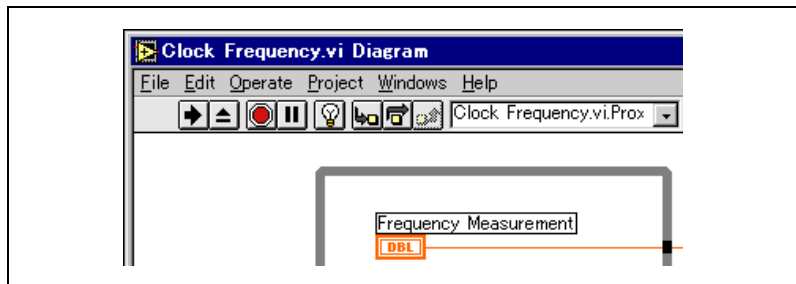 Clock Frequency.vi Diagram
File Edit Operate Project Windows Help
Clock Frequency.vi.Prox
Frequency Measurement
DBL